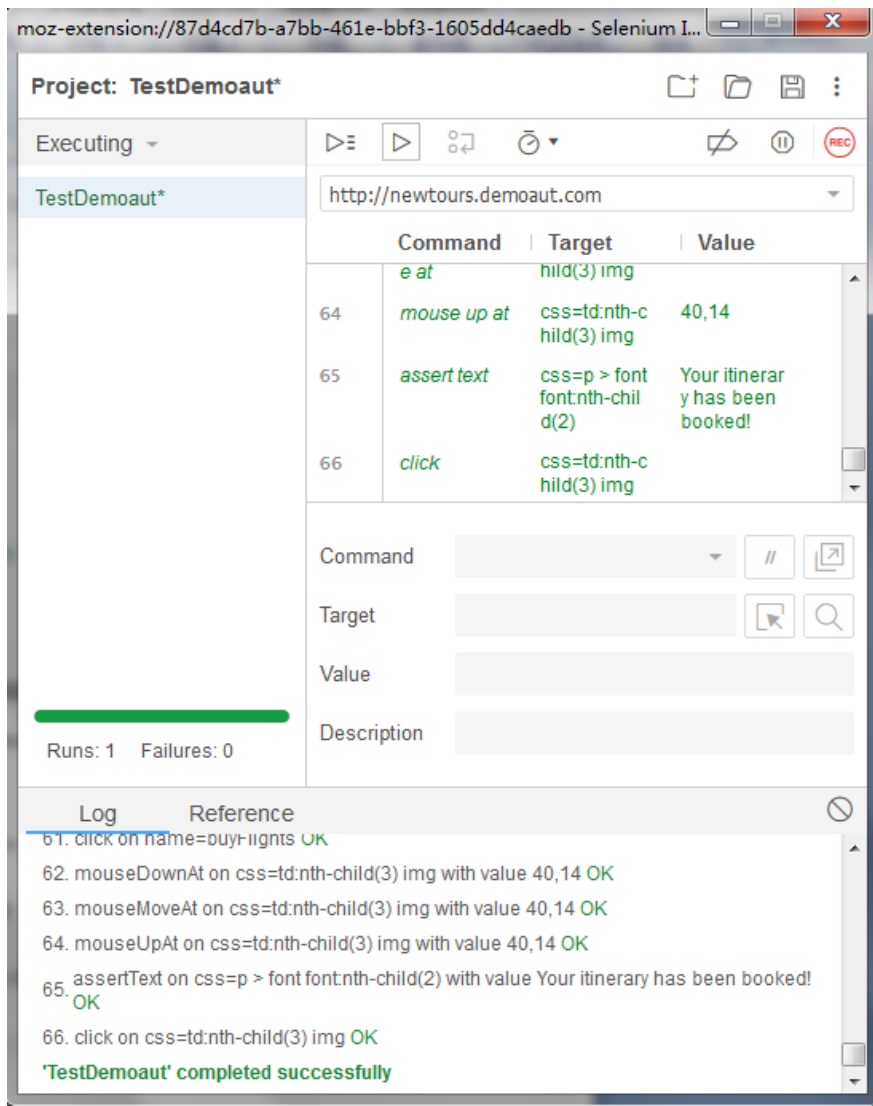 moz-extension://87d4cd7b-a7bb-461e-bbf3-1605dd4caedb - Selenium I...
Project: TestDemoaut*
Executing
REC
TestDemoaut*
http://newtours.demoaut.com
Command Target Value
e at hild(3) img
64 mouse up at css=td:nth-c 40,14
hild(3) img
65 assert text css=p > font Your itinerar
font:nth-chil y has been
d(2) booked!
66 click css=td:nth-c
hild(3) img
Command //
Target
Value
Description
Runs: 1 Failures: 0
Log Reference
61. click on name=buyFlights OK
62. mouseDownAt on css=td:nth-child(3) img with value 40,14 OK
63. mouseMoveAt on css=td:nth-child(3) img with value 40,14 OK
64. mouseUpAt on css=td:nth-child(3) img with value 40,14 OK
65. assertText on css=p > font font:nth-child(2) with value Your itinerary has been booked!
OK
66. click on css=td:nth-child(3) img OK
'TestDemoaut' completed successfully